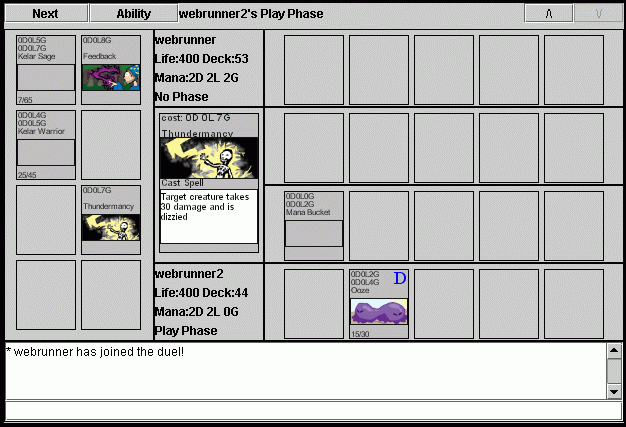 Next Ability webrunner2's Play Phase /\ \/
0D0L5G
0D0L7G
Kelar Sage
7/65
0D0L8G
Feedback
0D0L4G
0D0L5G
Kelar Warrior
25/45
0D0L7G
Thundermancy
webrunner
Life:400 Deck:53
Mana:2D 2L 2G
No Phase
cost: 0D 0L 7G
Thundermancy
Cast Spell
Target creature takes
30 damage and is
dizzied
webrunner2
Life:400 Deck:44
Mana:2D 2L 0G
Play Phase
0D0L0G
0D0L2G
Mana Bucket
0D0L2G
0D0L4G
Ooze
D
15/30
* webrunner has joined the duel!